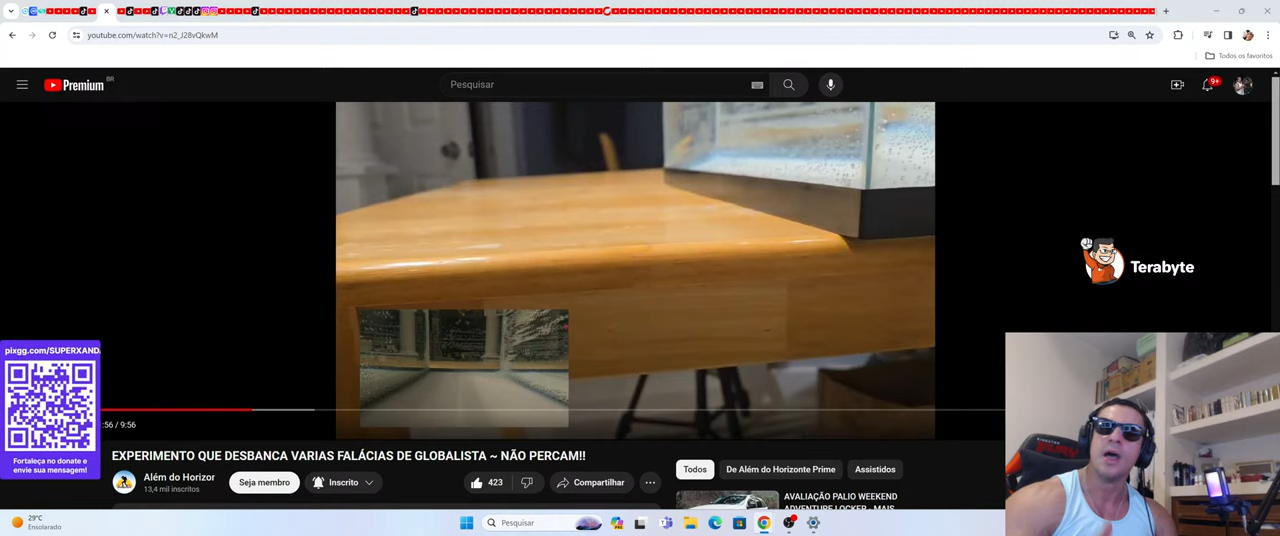 youtube.com/watch?v=n2_J28vQkwM
Todos os favoritos
Premium BR
Pesquisar
9+
Terabyte
pixgg.com/SUPERXANDA
Fortaleça no donate e
envie sua mensagem!
:56 / 9:56
EXPERIMENTO QUE DESBANCA VARIAS FALÁCIAS DE GLOBALISTA ~ NÃO PERCAM!!
Além do Horizor
13,4 mil inscritos
Seja membro
Inscrito
423
Compartilhar
Todos
De Além do Horizonte Prime
Assistidos
AVALIAÇÃO PALIO WEEKEND
ADVENTURE LOCKER - MAIS
29°C
Ensolarado
Pesquisar